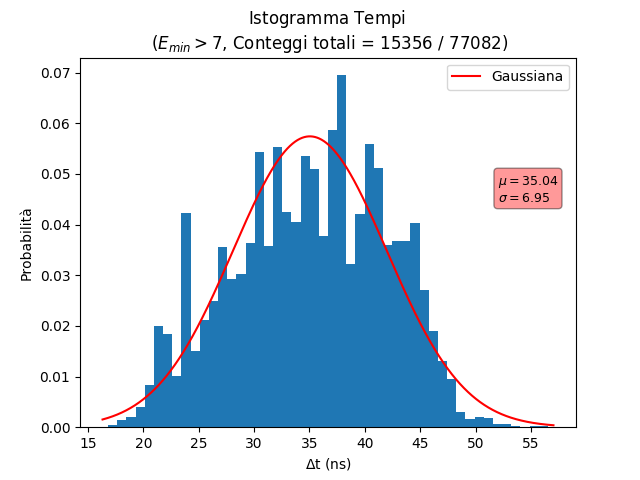 Istogramma Tempi
(E_min > 7, Conteggi totali = 15356 / 77082)
Gaussiana
μ = 35.04
σ = 6.95
0.07
0.06
0.05
0.04
0.03
0.02
0.01
0.00
Probabilità
15 20 25 30 35 40 45 50 55
Δt (ns)